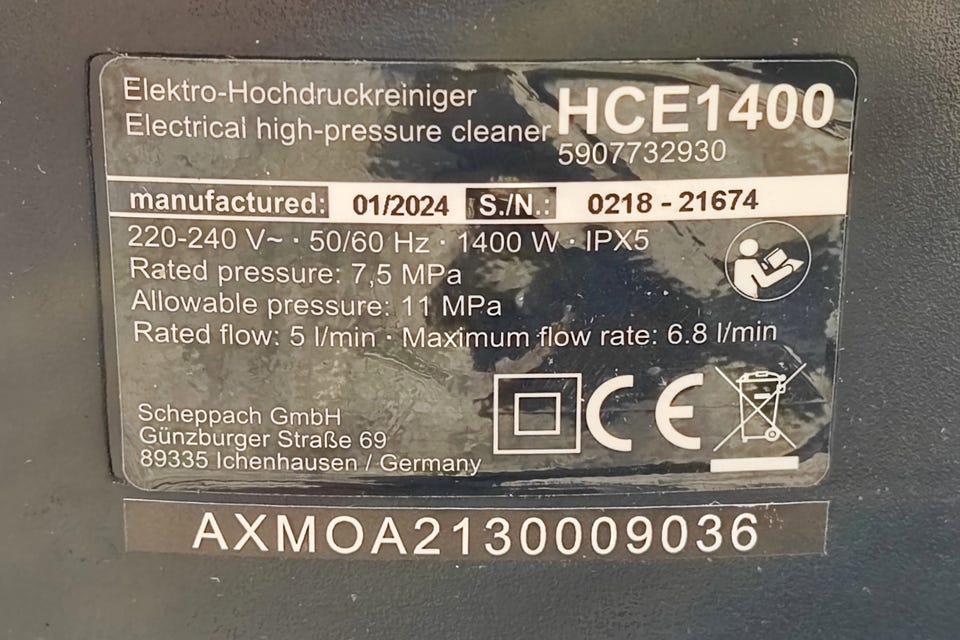 Elektro-Hochdruckreiniger
Electrical high-pressure cleaner
HCE1400
5907732930
manufactured: 01/2024 S./N.: 0218 - 21674
220-240 V~ · 50/60 Hz · 1400 W · IPX5
Rated pressure: 7,5 MPa
Allowable pressure: 11 MPa
Rated flow: 5 l/min · Maximum flow rate: 6.8 l/min
Scheppach GmbH
Günzburger Straße 69
89335 Ichenhausen / Germany
CE
AXMOA2130009036